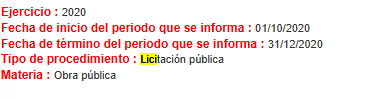 Ejercicio : 2020
Fecha de inicio del periodo que se informa : 01/10/2020
Fecha de término del periodo que se informa : 31/12/2020
Tipo de procedimiento : Licitación pública
Materia : Obra pública